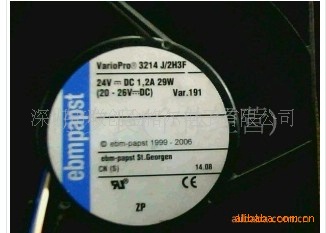 VarioPro® 3214 J/2H3F
24V ⎓ DC 1,2A 29W
(20 - 26V⎓DC) Var.191
ebmpapst
© ebm-papst 1999 - 2006
ebm-papst St.Georgen
CN (S) 14.08
CE
ZP
alibaba.com.cn